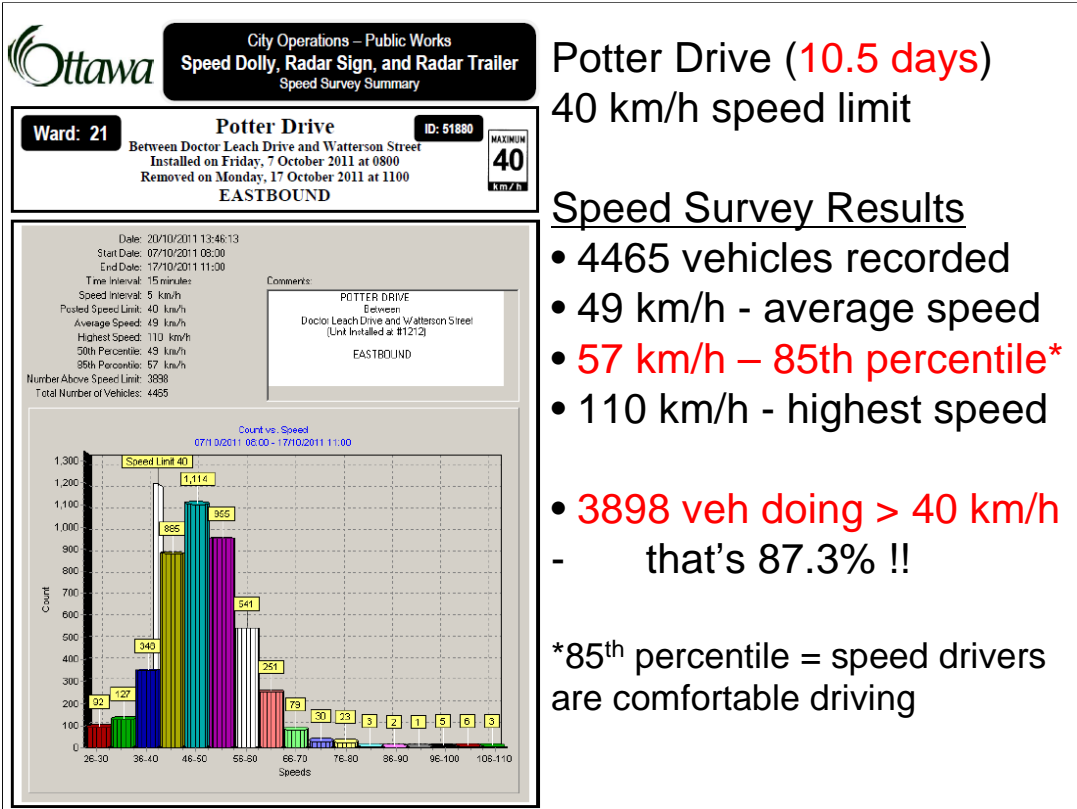 Ottawa
City Operations – Public Works
Speed Dolly, Radar Sign, and Radar Trailer
Speed Survey Summary
Ward: 21
Potter Drive
ID: 51880
Between Doctor Leach Drive and Watterson Street
Installed on Friday, 7 October 2011 at 0800
Removed on Monday, 17 October 2011 at 1100
EASTBOUND
MAXIMUM
40
km/h
Date: 20/10/2011 13:46:13
Start Date: 07/10/2011 08:00
End Date: 17/10/2011 11:00
Time Interval: 15 minutes
Speed Interval: 5 km/h
Posted Speed Limit: 40 km/h
Average Speed: 49 km/h
Highest Speed: 110 km/h
50th Percentile: 49 km/h
85th Percentile: 57 km/h
Number Above Speed Limit: 3898
Total Number of Vehicles: 4465
Comments:
POTTER DRIVE
Between
Doctor Leach Drive and Watterson Street
(Unit Installed at #1212)
EASTBOUND
Count vs. Speed
07/10/2011 08:00 - 17/10/2011 11:00
Speed Limit 40
Count
1,300
1,200
1,100
1,000
900
800
700
600
500
400
300
200
100
0
92
127
348
885
1,114
955
541
251
79
30
23
3
2
1
5
6
3
26-30
36-40
46-50
56-60
66-70
76-80
86-90
96-100
106-110
Speeds
Potter Drive (10.5 days)
40 km/h speed limit
Speed Survey Results
• 4465 vehicles recorded
• 49 km/h - average speed
• 57 km/h – 85th percentile*
• 110 km/h - highest speed
• 3898 veh doing > 40 km/h
- that's 87.3% !!
*85th percentile = speed drivers
are comfortable driving